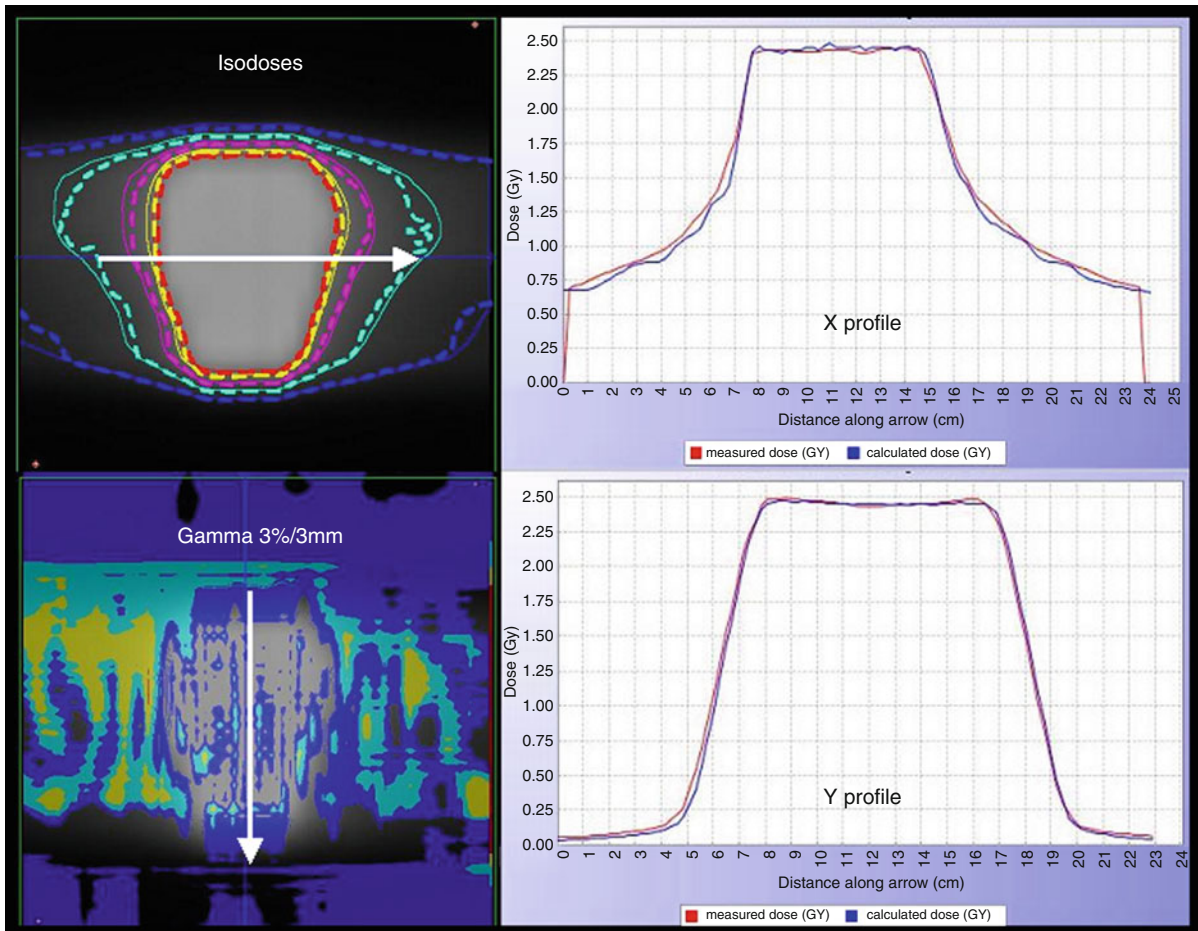 Isodoses
2.50
2.25
2.00
1.75
1.50
1.25
1.00
0.75
0.50
0.25
0.00
Dose (Gy)
X profile
0 1 2 3 4 5 6 7 8 9 10 11 12 13 14 15 16 17 18 19 20 21 22 23 24 25
Distance along arrow (cm)
measured dose (GY) calculated dose (GY)
Gamma 3%/3mm
2.50
2.25
2.00
1.75
1.50
1.25
1.00
0.75
0.50
0.25
0.00
Dose (Gy)
Y profile
0 1 2 3 4 5 6 7 8 9 10 11 12 13 14 15 16 17 18 19 20 21 22 23 24
Distance along arrow (cm)
measured dose (GY) calculated dose (GY)